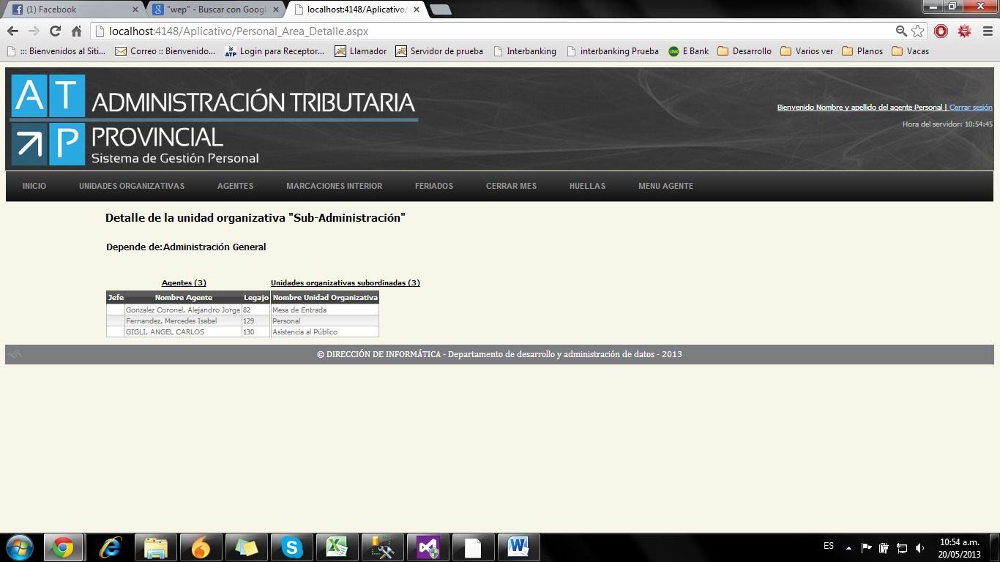 (1) Facebook
"wep" - Buscar con Googl
localhost:4148/Aplicativo/
localhost:4148/Aplicativo/Personal_Area_Detalle.aspx
::: Bienvenidos al Siti...
Correo :: Bienvenido...
ATP Login para Receptor...
Llamador
Servidor de prueba
Interbanking
interbanking Prueba
LINK E Bank
Desarrollo
Varios ver
Planos
Vacas
AT ADMINISTRACIÓN TRIBUTARIA
P PROVINCIAL
Sistema de Gestión Personal
Bienvenido Nombre y apellido del agente Personal | Cerrar sesión
Hora del servidor: 10:54:45
INICIO UNIDADES ORGANIZATIVAS AGENTES MARCACIONES INTERIOR FERIADOS CERRAR MES HUELLAS MENU AGENTE
Detalle de la unidad organizativa "Sub-Administración"
Depende de:Administración General
Agentes (3) Unidades organizativas subordinadas (3)
Jefe Nombre Agente Legajo Nombre Unidad Organizativa
Gonzalez Coronel, Alejandro Jorge 82 Mesa de Entrada
Fernandez, Mercedes Isabel 129 Personal
GIGLI, ANGEL CARLOS 130 Asistencia al Público
© DIRECCIÓN DE INFORMÁTICA - Departamento de desarrollo y administración de datos - 2013
ES
10:54 a.m.
20/05/2013